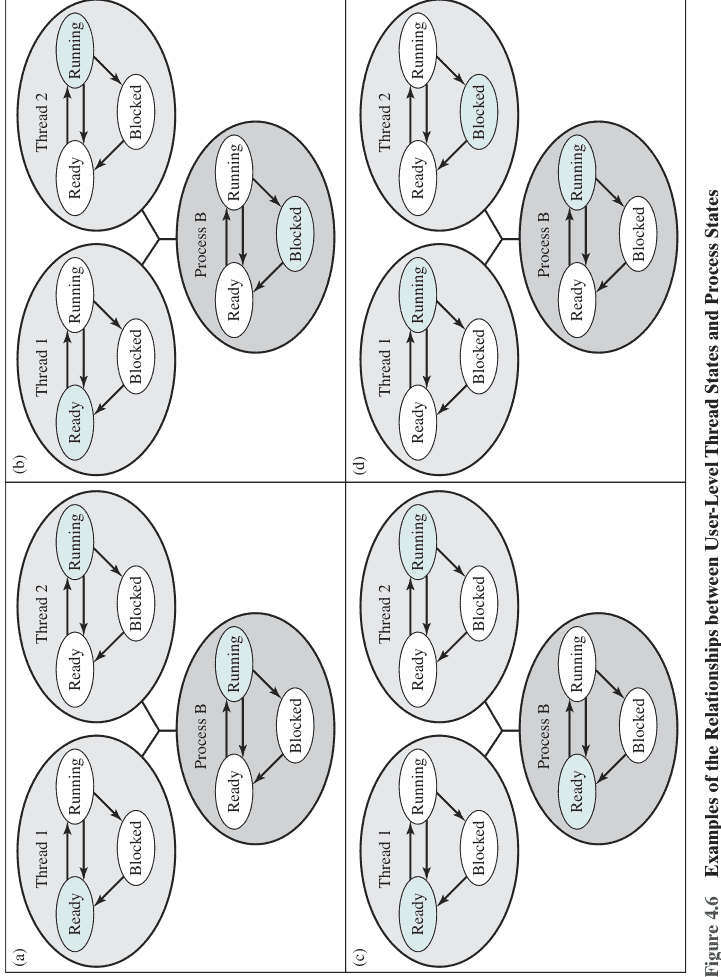 (a)
Thread 1
Ready
Running
Blocked
Thread 2
Ready
Running
Blocked
Process B
Ready
Running
Blocked
(b)
Thread 1
Ready
Running
Blocked
Thread 2
Ready
Running
Blocked
Process B
Ready
Running
Blocked
(c)
Thread 1
Ready
Running
Blocked
Thread 2
Ready
Running
Blocked
Process B
Ready
Running
Blocked
(d)
Thread 1
Ready
Running
Blocked
Thread 2
Ready
Running
Blocked
Process B
Ready
Running
Blocked
Figure 4.6 Examples of the Relationships between User-Level Thread States and Process States